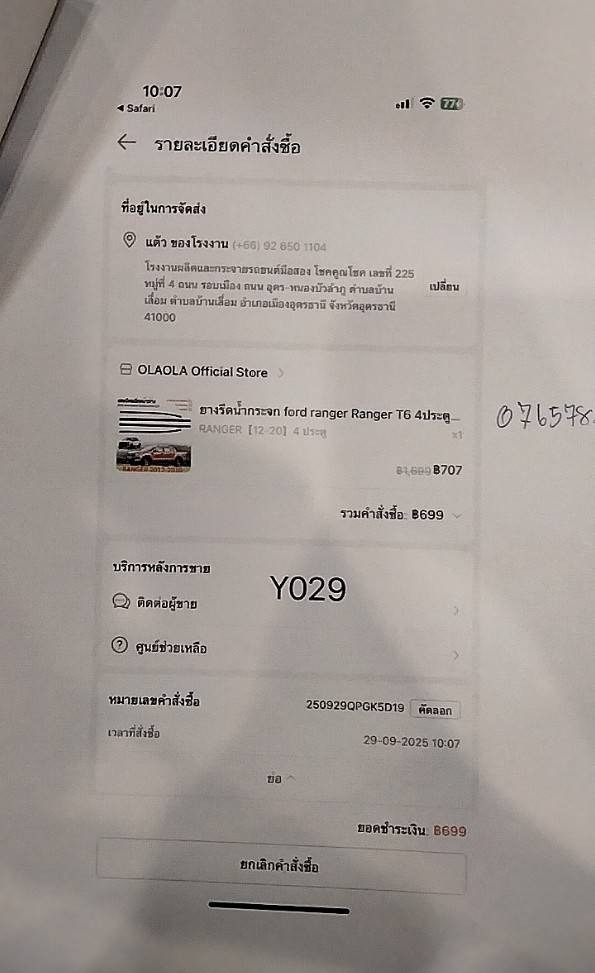 10:07
77
◄ Safari
← รายละเอียดคำสั่งซื้อ
ที่อยู่ในการจัดส่ง
แต้ว ของโรงงาน (+66) 92 650 1104
โรงงานผลิตและกระจายรถยนต์มือสอง โชคคูณโชค เลขที่ 225
หมู่ที่ 4 ถนน รอบเมือง ถนน อุดร-หนองบัวลำภู ตำบลบ้าน
เลื่อม ตำบลบ้านเลื่อม อำเภอเมืองอุดรธานี จังหวัดอุดรธานี
41000
เปลี่ยน
OLAOLA Official Store >
ยางรีดน้ำกระจก ford ranger Ranger T6 4ประตู...
RANGER【12-20】4 ประตู
x1
076578
฿1,699 ฿707
รวมคำสั่งซื้อ: ฿699
บริการหลังการขาย
Y029
ติดต่อผู้ขาย
ศูนย์ช่วยเหลือ
หมายเลขคำสั่งซื้อ
250929QPGK5D19 คัดลอก
เวลาที่สั่งซื้อ
29-09-2025 10:07
ย่อ
ยอดชำระเงิน: ฿699
ยกเลิกคำสั่งซื้อ